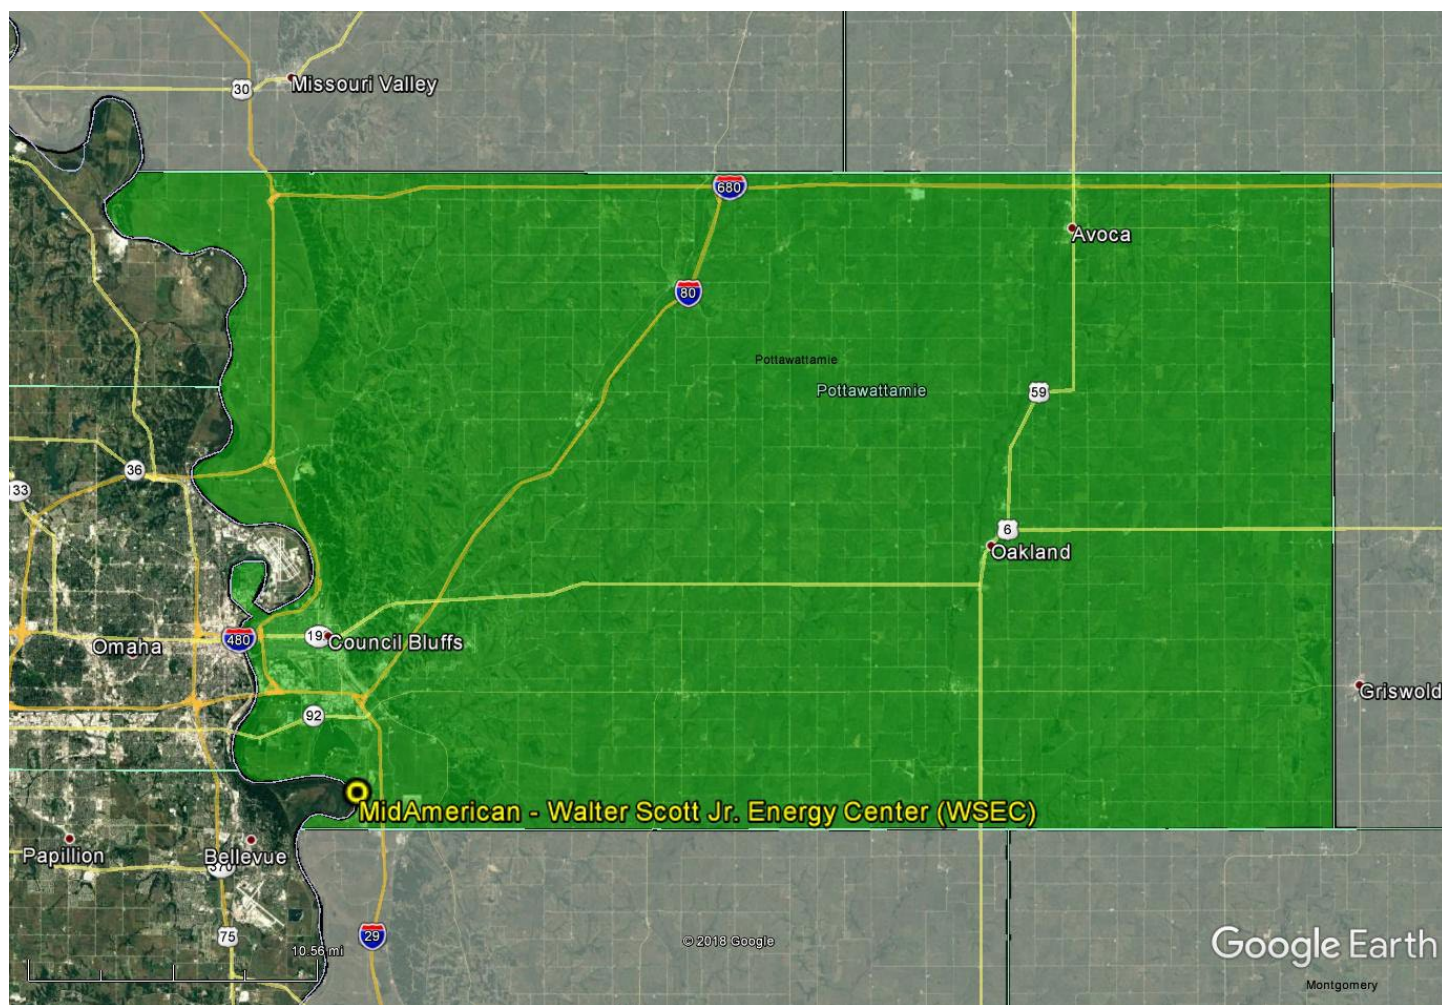 Missouri Valley
30
680
Avoca
80
Pottawattamie
Pottawattamie
59
36
133
6
Oakland
480
19
Council Bluffs
Omaha
Griswold
92
MidAmerican - Walter Scott Jr. Energy Center (WSEC)
Papillion
Bellevue
370
75
29
10.56 mi
© 2018 Google
Google Earth
Montgomery